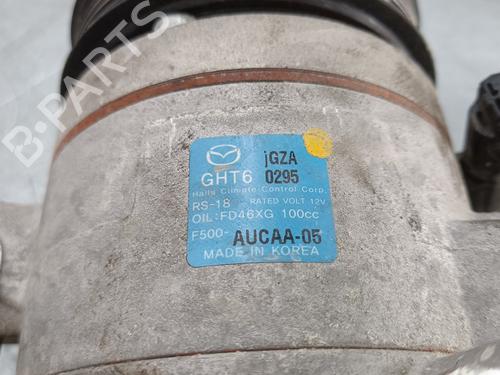 B-PARTS
jGZA
GHT6 0295
Halla Climate Control Corp.
RS-18 RATED VOLT 12V
OIL:FD46XG 100cc
F500- AUCAA-05
MADE IN KOREA